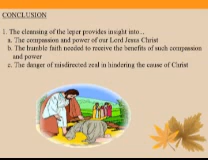 CONCLUSION
1. The cleansing of the leper provides insight into...
a. The compassion and power of our Lord Jesus Christ
b. The humble faith needed to receive the benefits of such compassion
and power
c. The danger of misdirected zeal in hindering the cause of Christ